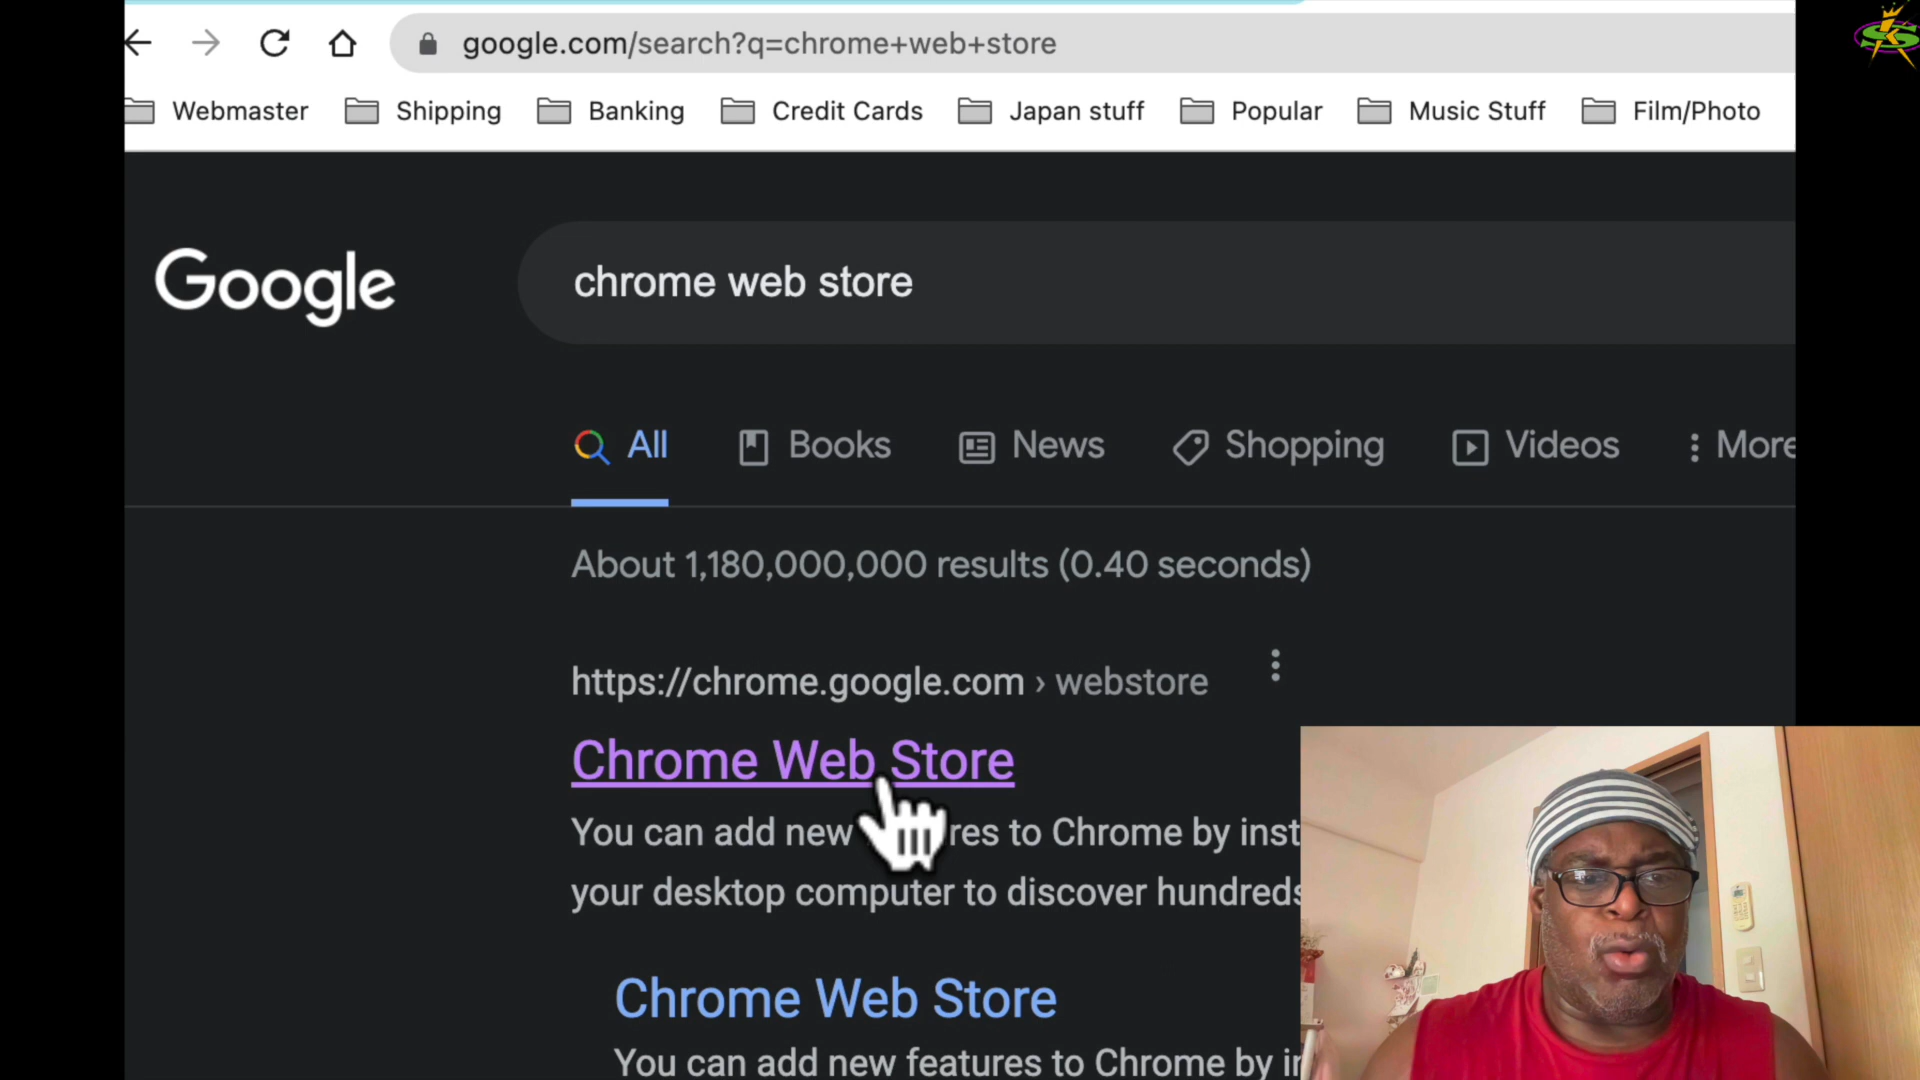 google.com/search?q=chrome+web+store
Webmaster Shipping Banking Credit Cards Japan stuff Popular Music Stuff Film/Photo
Google
chrome web store
All Books News Shopping Videos More
About 1,180,000,000 results (0.40 seconds)
https://chrome.google.com › webstore
Chrome Web Store
You can add new res to Chrome by inst
your desktop computer to discover hundreds
Chrome Web Store
You can add new features to Chrome by in